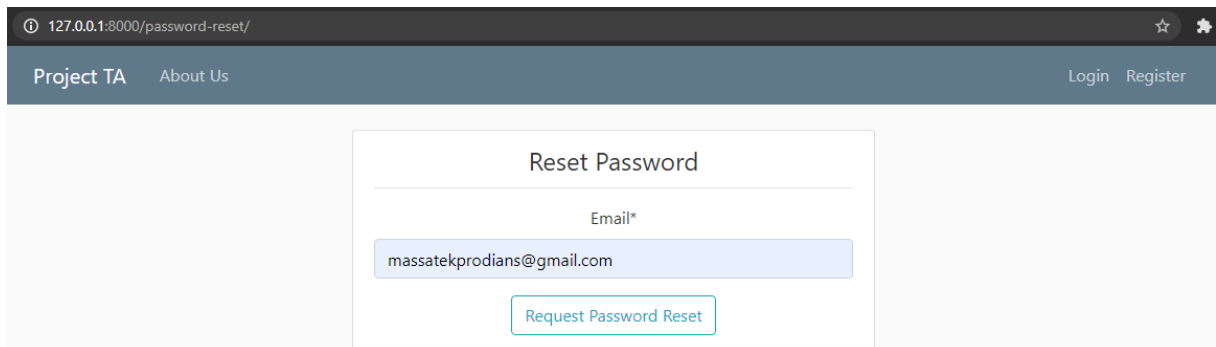 127.0.0.1:8000/password-reset/
Project TA About Us Login Register
Reset Password
Email*
massatekprodians@gmail.com
Request Password Reset